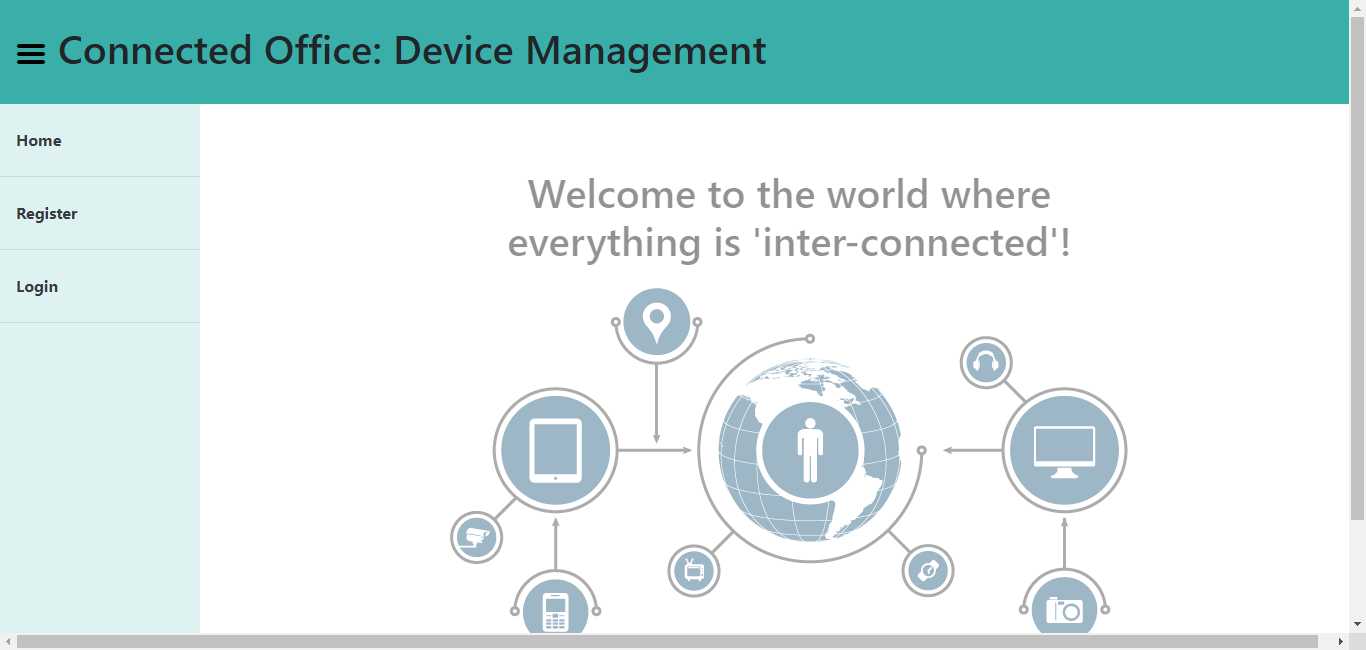 Connected Office: Device Management
Home
Register
Login
Welcome to the world where
everything is 'inter-connected'!